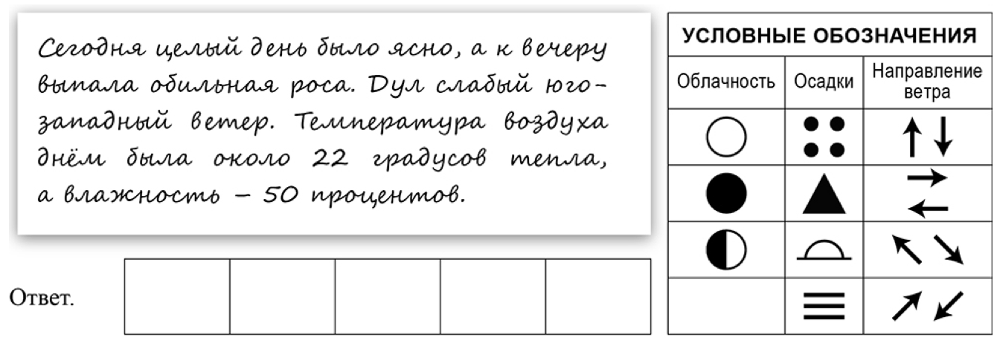 Сегодня целый день было ясно, а к вечеру
выпала обильная роса. Дул слабый юго-
западный ветер. Температура воздуха
днём была около 22 градусов тепла,
а влажность – 50 процентов.
Ответ.
УСЛОВНЫЕ ОБОЗНАЧЕНИЯ
Облачность Осадки Направление
ветра